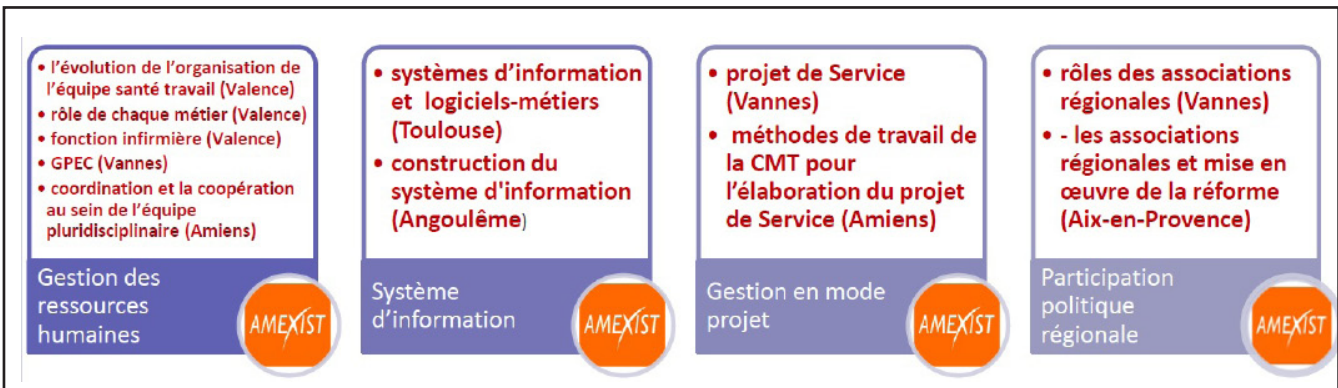 • l'évolution de l'organisation de
l'équipe santé travail (Valence)
• rôle de chaque métier (Valence)
• fonction infirmière (Valence)
• GPEC (Vannes)
• coordination et la coopération
au sein de l'équipe
pluridisciplinaire (Amiens)
Gestion des
ressources
humaines
AMEXIST
• systèmes d'information
et logiciels-métiers
(Toulouse)
• construction du
système d'information
(Angoulême)
Système
d'information
AMEXIST
• projet de Service
(Vannes)
• méthodes de travail de
la CMT pour
l'élaboration du projet
de Service (Amiens)
Gestion en mode
projet
AMEXIST
• rôles des associations
régionales (Vannes)
• - les associations
régionales et mise en
œuvre de la réforme
(Aix-en-Provence)
Participation
politique
régionale
AMEXIST